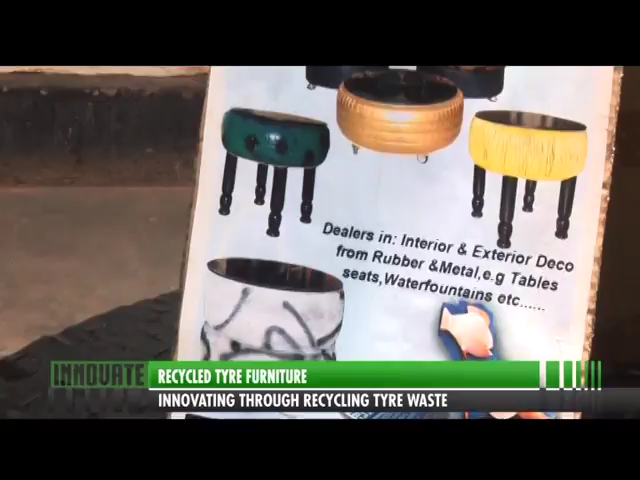 Dealers in: Interior & Exterior Deco
from Rubber &Metal,e.g Tables
seats,Waterfountains etc......
INNOVATE
RECYCLED TYRE FURNITURE
INNOVATING THROUGH RECYCLING TYRE WASTE